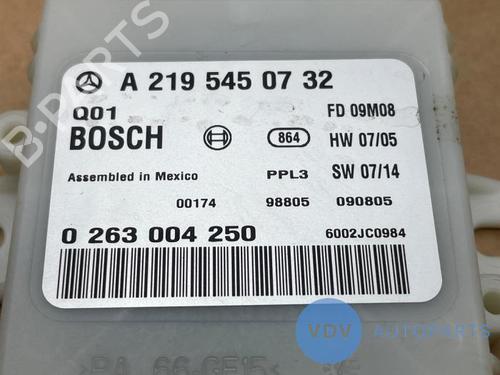 A 219 545 07 32
Q01 FD 09M08
BOSCH 864 HW 07/05
Assembled in Mexico PPL3 SW 07/14
00174 98805 090805
0 263 004 250 6002JC0984
VDV AUTOPARTS